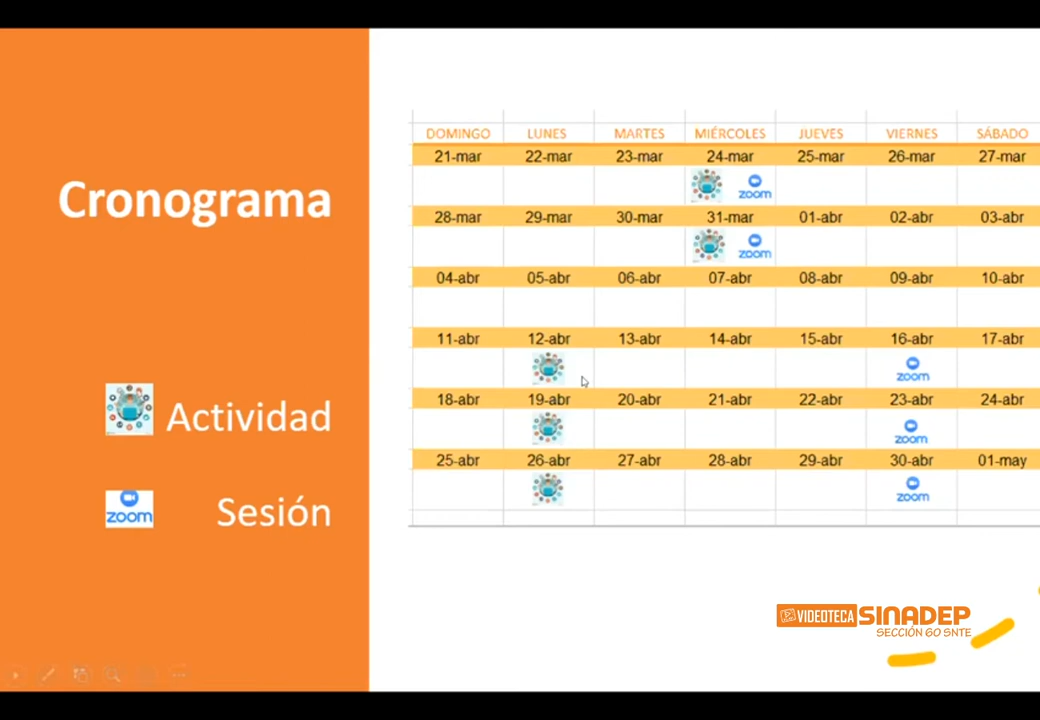 Cronograma
Actividad
zoom Sesión
DOMINGO LUNES MARTES MIÉRCOLES JUEVES VIERNES SÁBADO
21-mar 22-mar 23-mar 24-mar 25-mar 26-mar 27-mar
zoom
28-mar 29-mar 30-mar 31-mar 01-abr 02-abr 03-abr
zoom
04-abr 05-abr 06-abr 07-abr 08-abr 09-abr 10-abr
11-abr 12-abr 13-abr 14-abr 15-abr 16-abr 17-abr
zoom
18-abr 19-abr 20-abr 21-abr 22-abr 23-abr 24-abr
zoom
25-abr 26-abr 27-abr 28-abr 29-abr 30-abr 01-may
zoom
VIDEOTECA SINADEP
SECCIÓN 60 SNTE